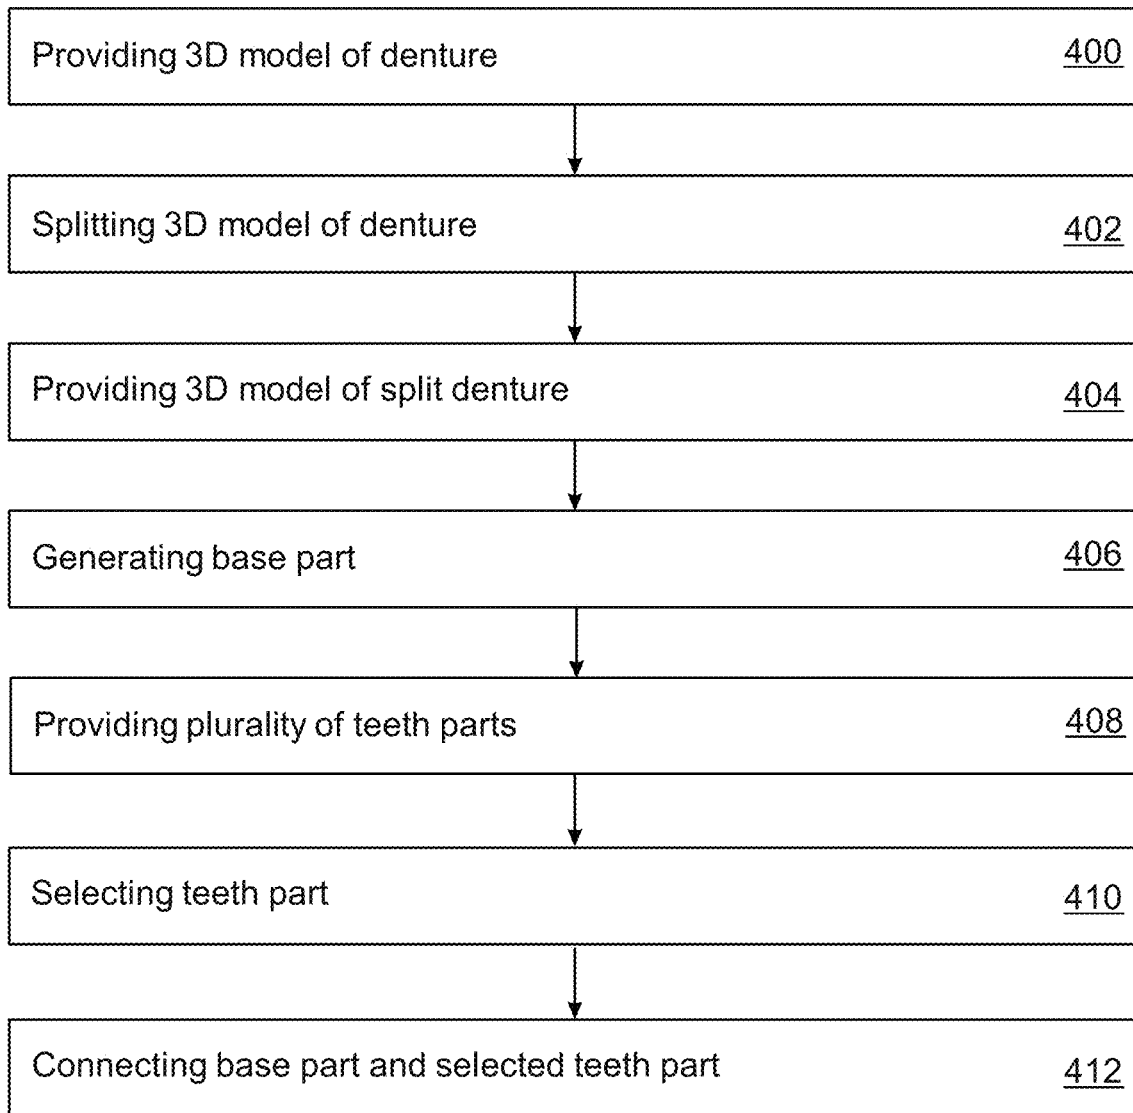 Providing 3D model of denture 400
Splitting 3D model of denture 402
Providing 3D model of split denture 404
Generating base part 406
Providing plurality of teeth parts 408
Selecting teeth part 410
Connecting base part and selected teeth part 412